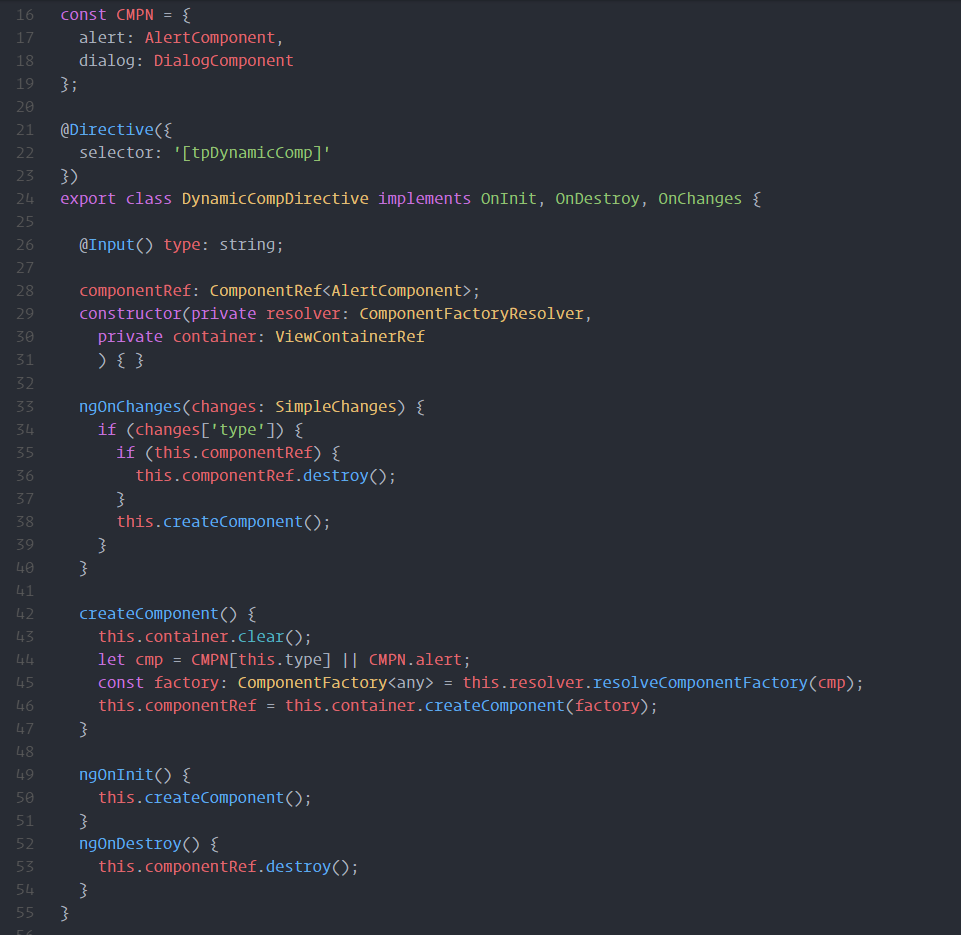 16 const CMPN = {
17   alert: AlertComponent,
18   dialog: DialogComponent
19 };
20
21 @Directive({
22   selector: '[tpDynamicComp]'
23 })
24 export class DynamicCompDirective implements OnInit, OnDestroy, OnChanges {
25
26   @Input() type: string;
27
28   componentRef: ComponentRef<AlertComponent>;
29   constructor(private resolver: ComponentFactoryResolver,
30     private container: ViewContainerRef
31     ) { }
32
33   ngOnChanges(changes: SimpleChanges) {
34     if (changes['type']) {
35       if (this.componentRef) {
36         this.componentRef.destroy();
37       }
38       this.createComponent();
39     }
40   }
41
42   createComponent() {
43     this.container.clear();
44     let cmp = CMPN[this.type] || CMPN.alert;
45     const factory: ComponentFactory<any> = this.resolver.resolveComponentFactory(cmp);
46     this.componentRef = this.container.createComponent(factory);
47   }
48
49   ngOnInit() {
50     this.createComponent();
51   }
52   ngOnDestroy() {
53     this.componentRef.destroy();
54   }
55 }